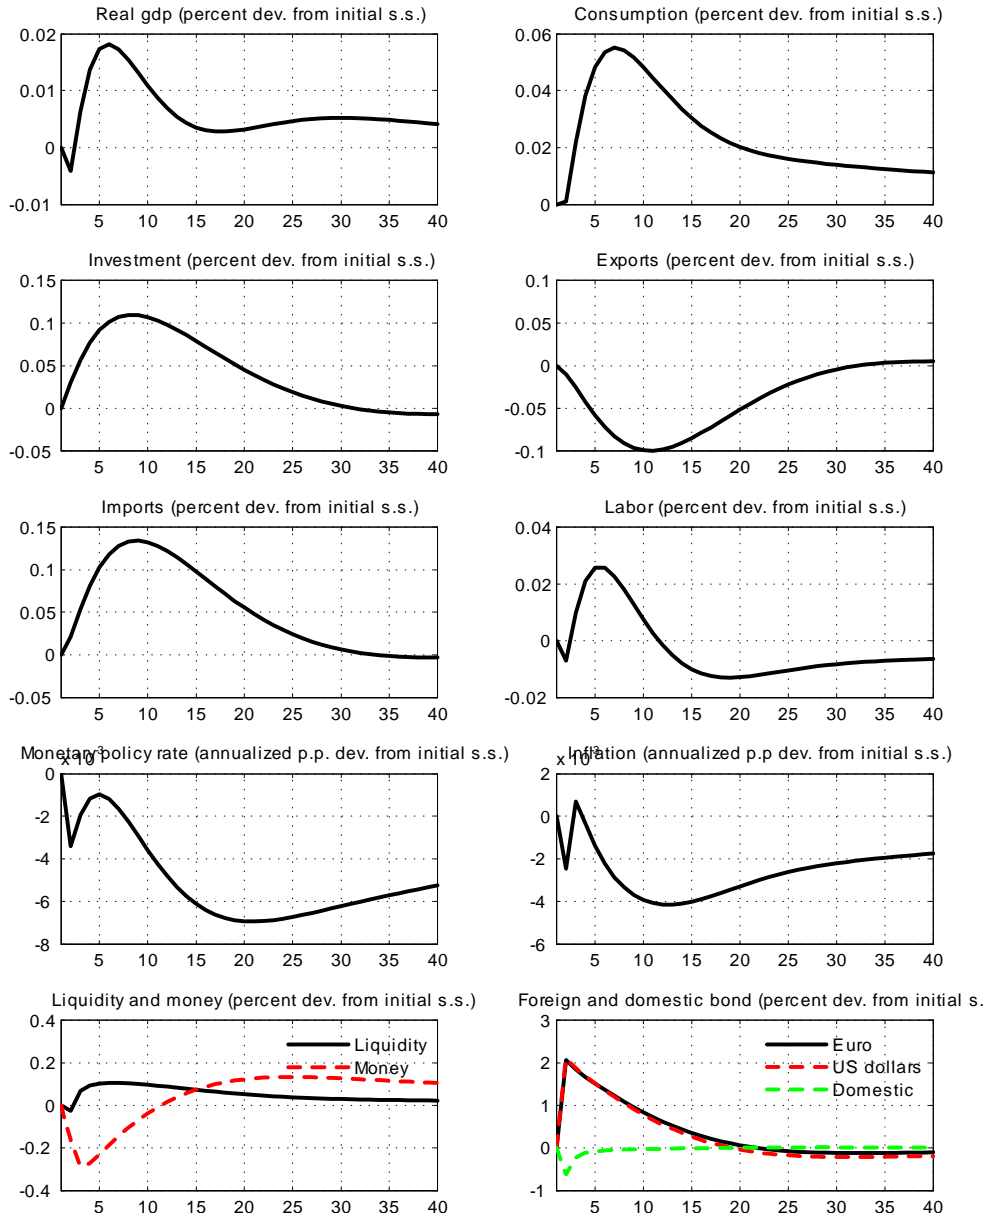 Real gdp (percent dev. from initial s.s.)
0.02
0.01
0
-0.01
5 10 15 20 25 30 35 40
Consumption (percent dev. from initial s.s.)
0.06
0.04
0.02
0
5 10 15 20 25 30 35 40
Investment (percent dev. from initial s.s.)
0.15
0.1
0.05
0
-0.05
5 10 15 20 25 30 35 40
Exports (percent dev. from initial s.s.)
0.1
0.05
0
-0.05
-0.1
5 10 15 20 25 30 35 40
Imports (percent dev. from initial s.s.)
0.15
0.1
0.05
0
-0.05
5 10 15 20 25 30 35 40
Labor (percent dev. from initial s.s.)
0.04
0.02
0
-0.02
5 10 15 20 25 30 35 40
Monetary policy rate (annualized p.p. dev. from initial s.s.)
x 10^-3
0
-2
-4
-6
-8
5 10 15 20 25 30 35 40
Inflation (annualized p.p dev. from initial s.s.)
x 10^-3
2
0
-2
-4
-6
5 10 15 20 25 30 35 40
Liquidity and money (percent dev. from initial s.s.)
0.4
0.2
0
-0.2
-0.4
Liquidity
Money
5 10 15 20 25 30 35 40
Foreign and domestic bond (percent dev. from initial s.
3
2
1
0
-1
Euro
US dollars
Domestic
5 10 15 20 25 30 35 40